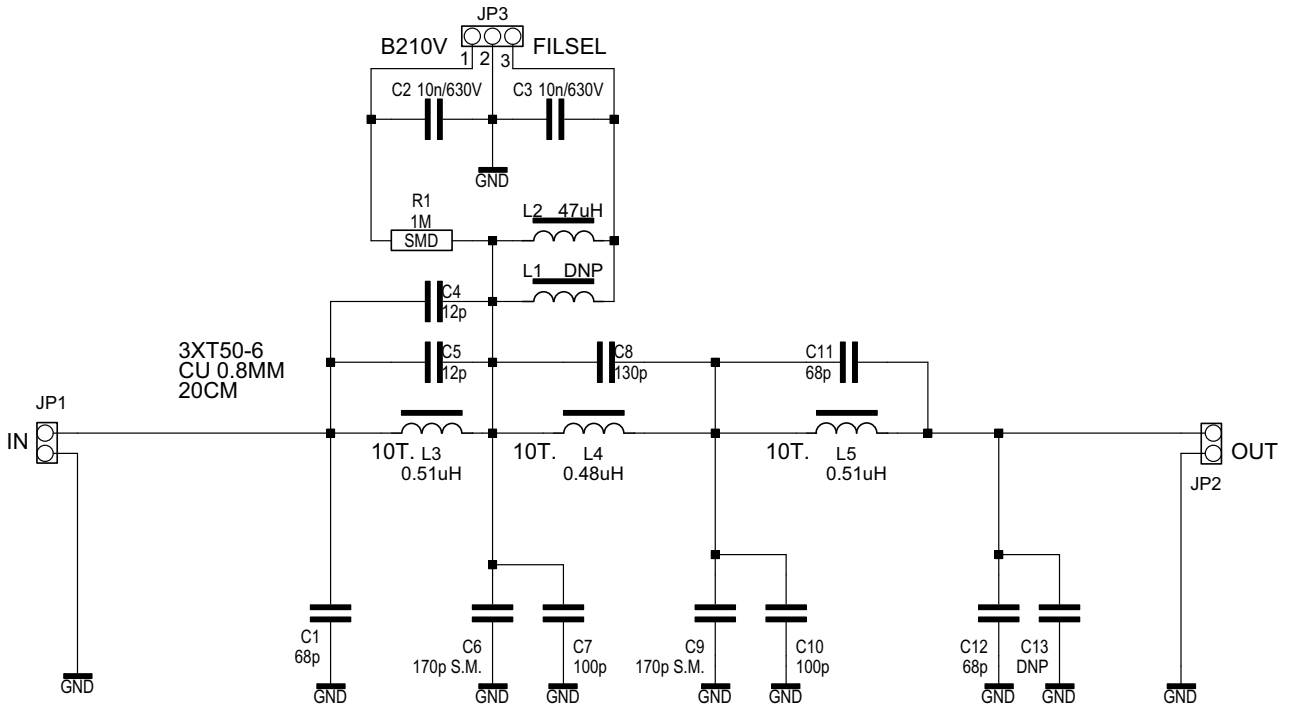 JP3
B210V
FILSEL
1 2 3
C2 10n/630V
C3 10n/630V
GND
R1
1M
SMD
L2 47uH
L1 DNP
C4
12p
3XT50-6
CU 0.8MM
20CM
C5
12p
C8
130p
C11
68p
JP1
IN
10T. L3
0.51uH
10T. L4
0.48uH
10T. L5
0.51uH
OUT
JP2
C1
68p
C6
170p S.M.
C7
100p
C9
170p S.M.
C10
100p
C12
68p
C13
DNP
GND
GND
GND
GND
GND
GND
GND
GND
GND